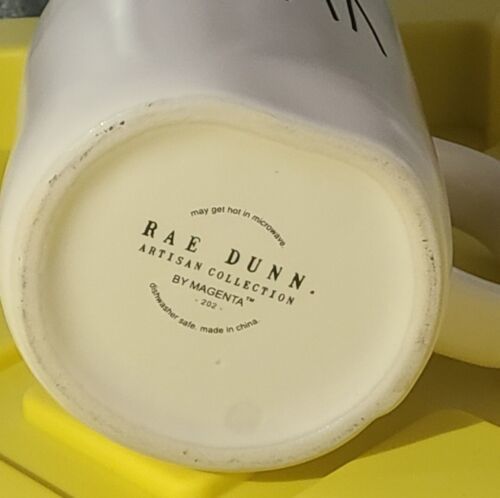 may get hot in microwave.
RAE DUNN.
ARTISAN COLLECTION
BY MAGENTA™
- 202 -
dishwasher safe. made in china.